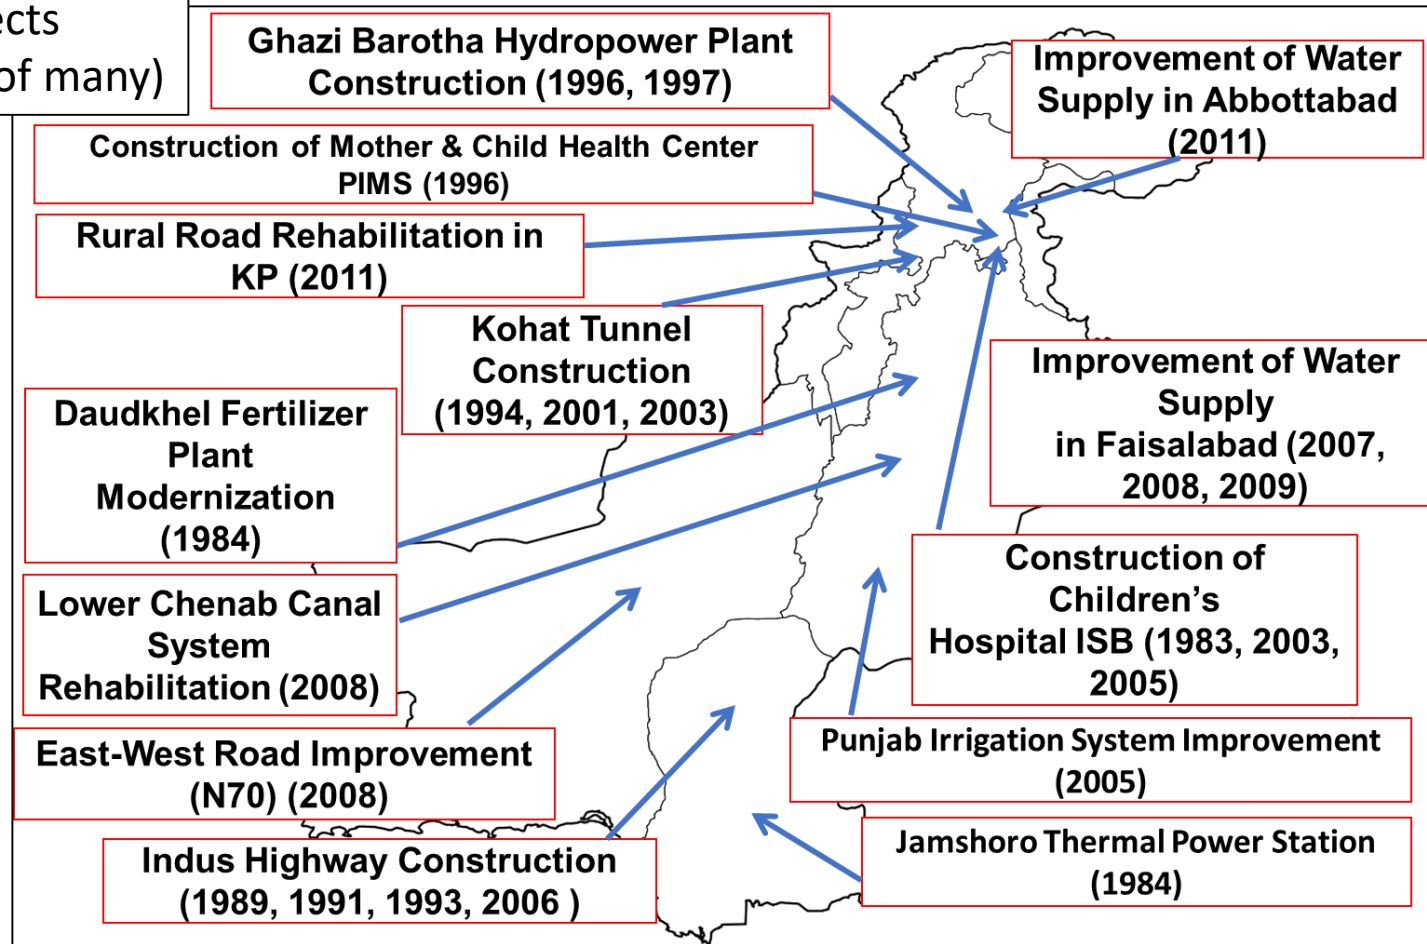 of many)
Ghazi Barotha Hydropower Plant
Construction (1996, 1997)
Improvement of Water
Supply in Abbottabad
(2011)
Construction of Mother & Child Health Center
PIMS (1996)
Rural Road Rehabilitation in
KP (2011)
Kohat Tunnel
Construction
(1994, 2001, 2003)
Improvement of Water
Supply
in Faisalabad (2007,
2008, 2009)
Daudkhel Fertilizer
Plant
Modernization
(1984)
Construction of
Children’s
Hospital ISB (1983, 2003,
2005)
Lower Chenab Canal
System
Rehabilitation (2008)
East-West Road Improvement
(N70) (2008)
Punjab Irrigation System Improvement
(2005)
Indus Highway Construction
(1989, 1991, 1993, 2006 )
Jamshoro Thermal Power Station
(1984)